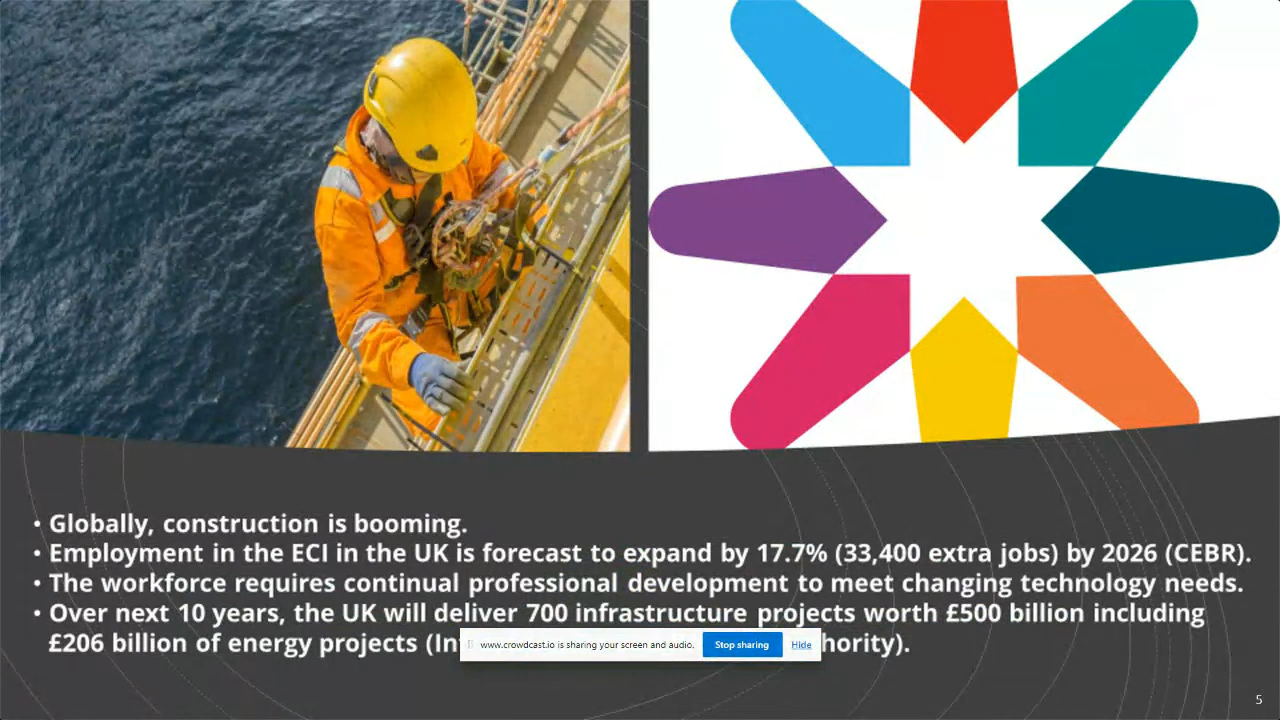 • Globally, construction is booming.
• Employment in the ECI in the UK is forecast to expand by 17.7% (33,400 extra jobs) by 2026 (CEBR).
• The workforce requires continual professional development to meet changing technology needs.
• Over next 10 years, the UK will deliver 700 infrastructure projects worth £500 billion including
£206 billion of energy projects (In hority).
www.crowdcast.io is sharing your screen and audio. Stop sharing Hide
5